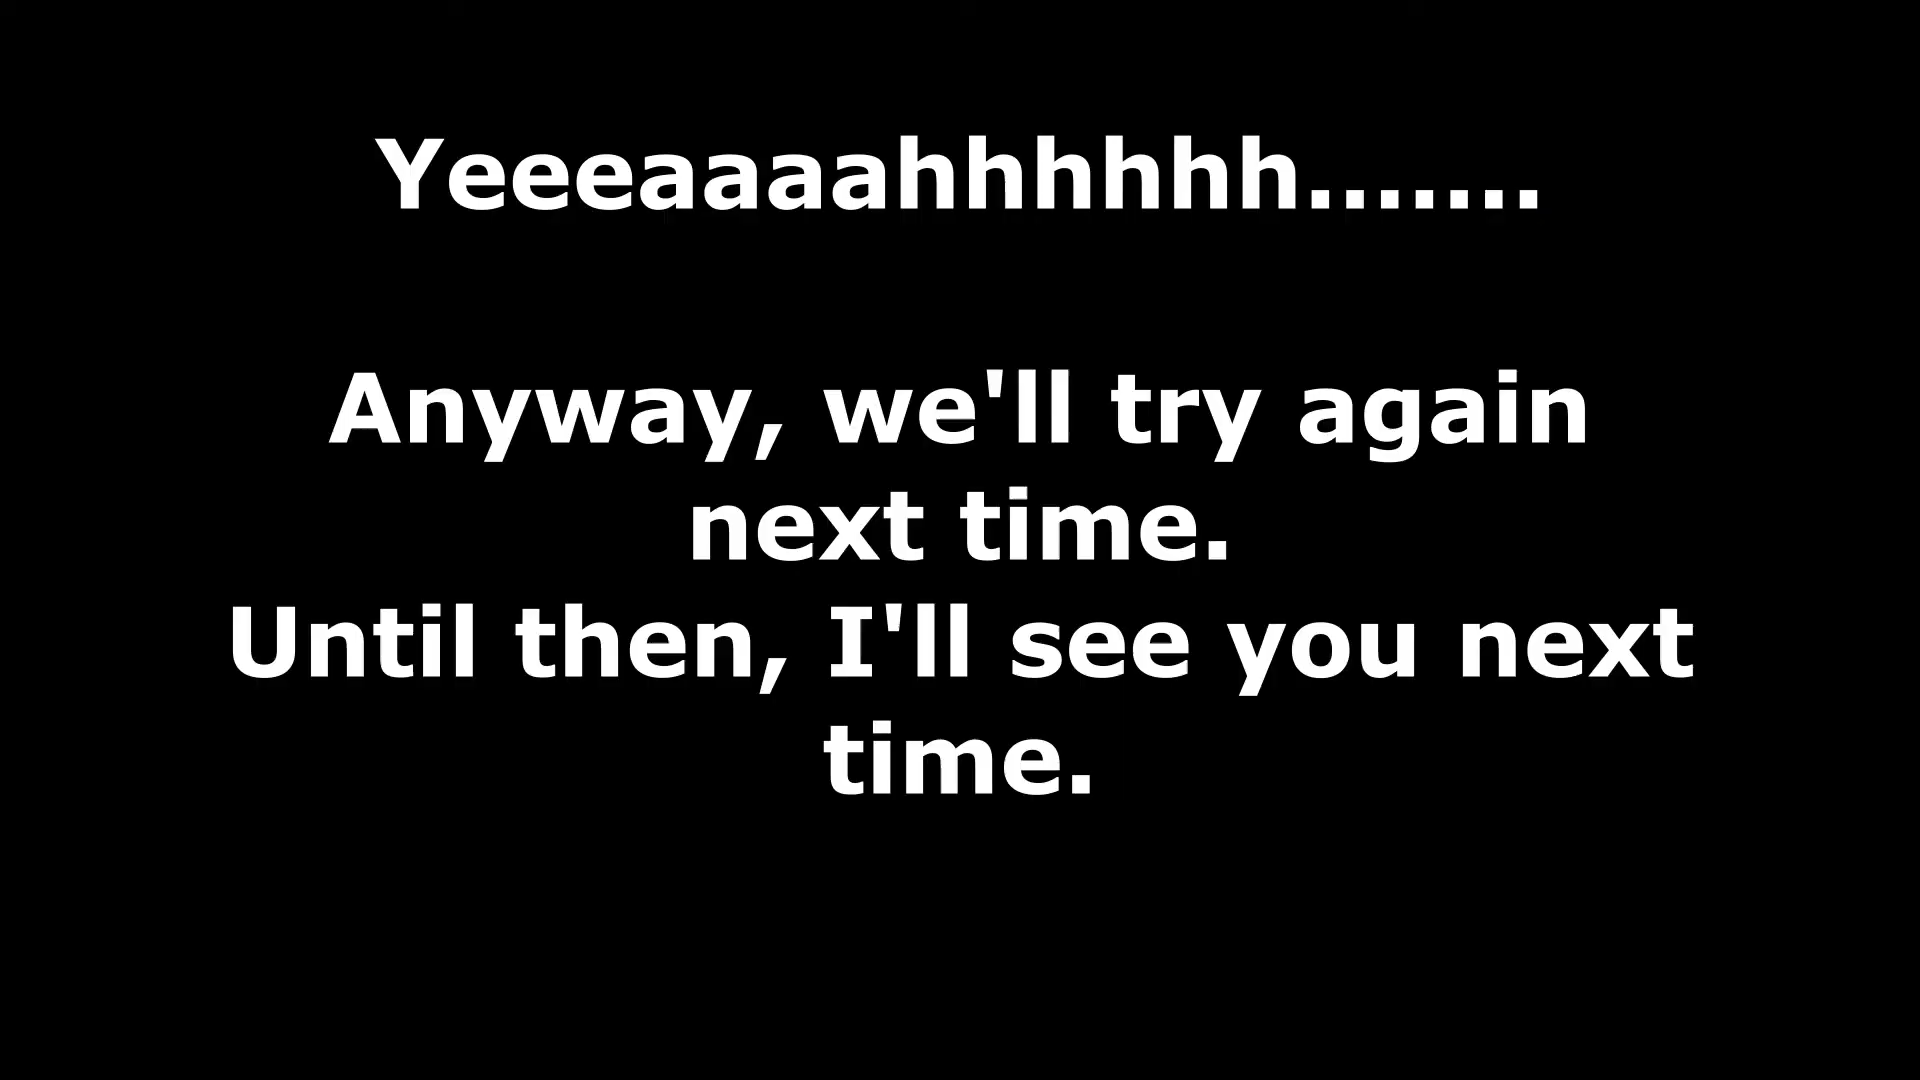 Yeeeaaaahhhhhh.......
Anyway, we'll try again
next time.
Until then, I'll see you next
time.